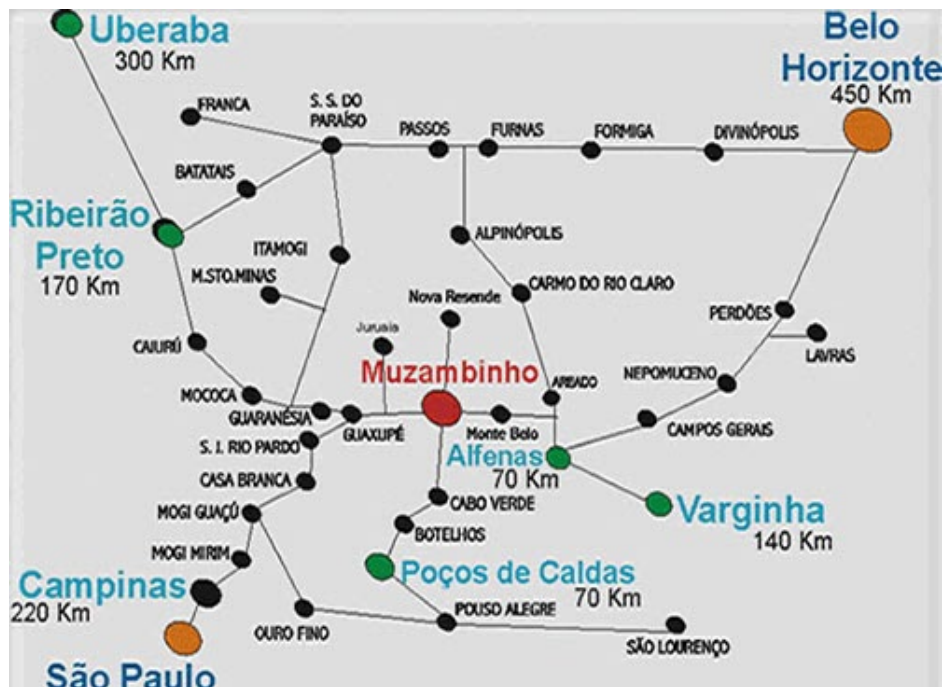 Uberaba
300 Km
Belo
Horizonte
450 Km
FRANCA
S. S. DO
PARAÍSO
PASSOS
FURNAS
FORMIGA
DIVINÓPOLIS
BATATAIS
Ribeirão
Preto
170 Km
ITAMOGI
M.STO.MINAS
ALPINÓPOLIS
CARMO DO RIO CLARO
Nova Resende
Juruaia
CAJURÚ
PERDÕES
LAVRAS
Muzambinho
NEPOMUCENO
AREADO
MOCOCA
GUARANÉSIA
GUAXUPÉ
Monte Belo
CAMPOS GERAIS
S. J. RIO PARDO
Alfenas
70 Km
CASA BRANCA
CABO VERDE
Varginha
140 Km
MOGI GUAÇÚ
BOTELHOS
MOGI MIRIM
Poços de Caldas
70 Km
Campinas
220 Km
POUSO ALEGRE
OURO FINO
SÃO LOURENÇO
São Paulo